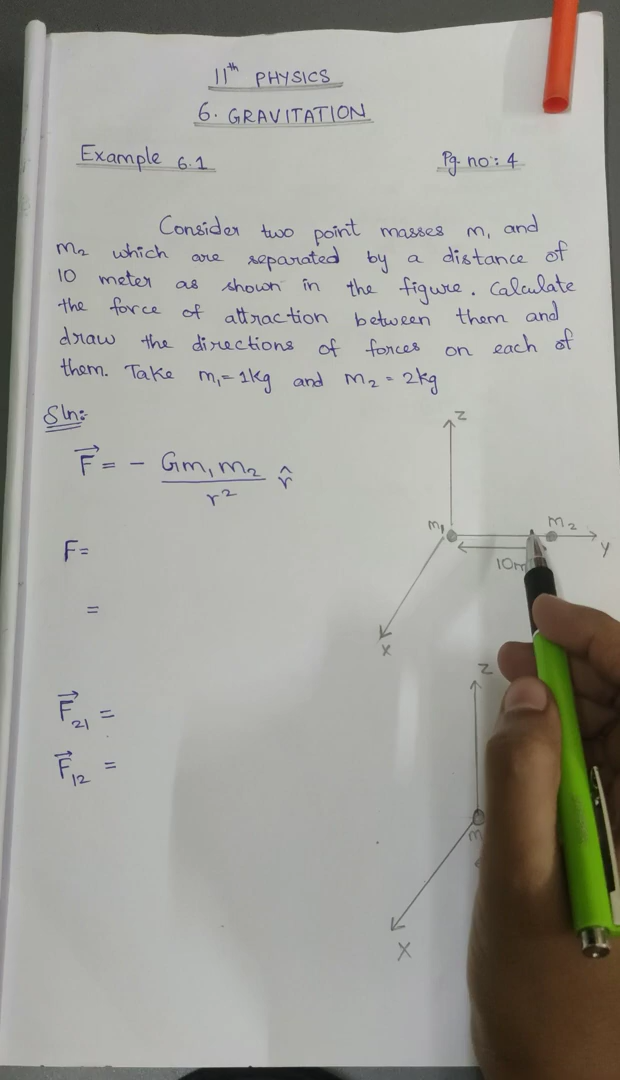 11th PHYSICS
6. GRAVITATION
Example 6.1
Pg. no: 4
Consider two point masses m1 and
m2 which are separated by a distance of
10 meter as shown in the figure. Calculate
the force of attraction between them and
draw the directions of forces on each of
them. Take m1 = 1kg and m2 = 2kg
Sln:-
F⃗ = - Gm1m2 / r² r̂
F=
=
F⃗21 =
F⃗12 =
Z
m1
m2
Y
10m
X
Z
m
X